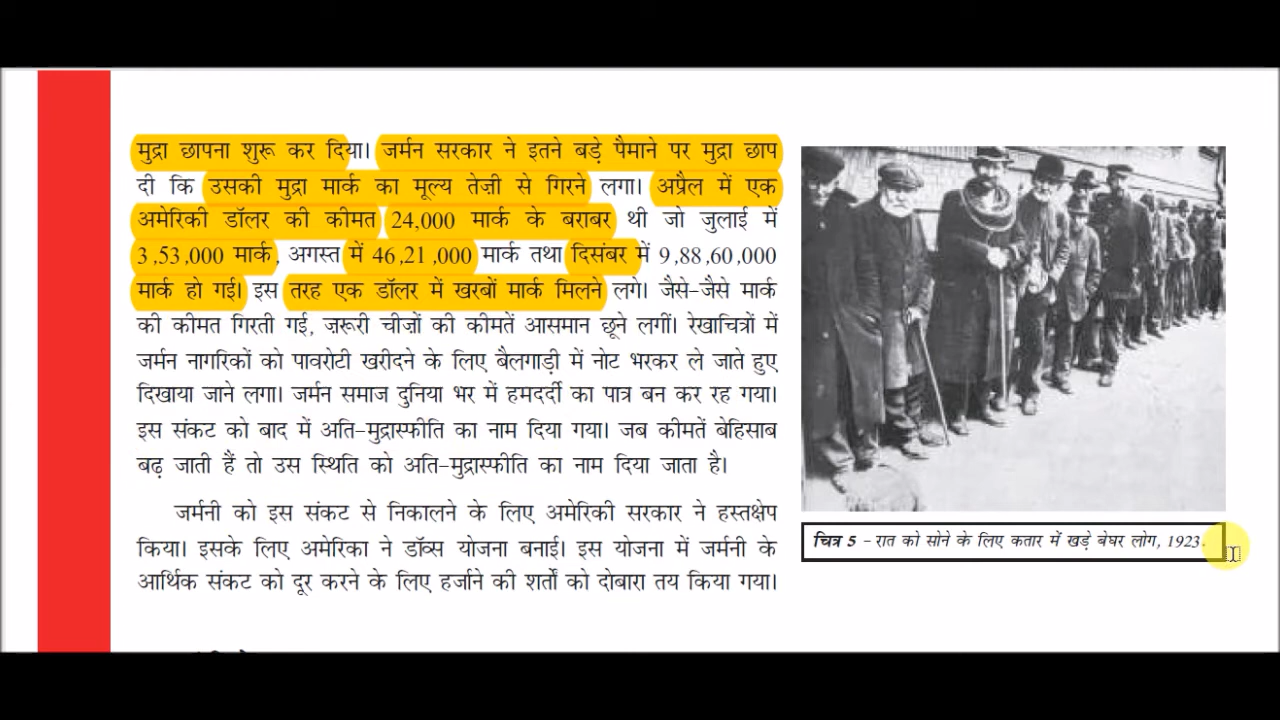 मुद्रा छापना शुरू कर दिया। जर्मन सरकार ने इतने बड़े पैमाने पर मुद्रा छाप
दी कि उसकी मुद्रा मार्क का मूल्य तेज़ी से गिरने लगा। अप्रैल में एक
अमेरिकी डॉलर की कीमत 24,000 मार्क के बराबर थी जो जुलाई में
3,53,000 मार्क, अगस्त में 46,21,000 मार्क तथा दिसंबर में 9,88,60,000
मार्क हो गई। इस तरह एक डॉलर में खरबों मार्क मिलने लगे। जैसे-जैसे मार्क
की कीमत गिरती गई, ज़रूरी चीज़ों की कीमतें आसमान छूने लगीं। रेखाचित्रों में
जर्मन नागरिकों को पावरोटी खरीदने के लिए बैलगाड़ी में नोट भरकर ले जाते हुए
दिखाया जाने लगा। जर्मन समाज दुनिया भर में हमदर्दी का पात्र बन कर रह गया।
इस संकट को बाद में अति-मुद्रास्फीति का नाम दिया गया। जब कीमतें बेहिसाब
बढ़ जाती हैं तो उस स्थिति को अति-मुद्रास्फीति का नाम दिया जाता है।
जर्मनी को इस संकट से निकालने के लिए अमेरिकी सरकार ने हस्तक्षेप
किया। इसके लिए अमेरिका ने डॉव्स योजना बनाई। इस योजना में जर्मनी के
आर्थिक संकट को दूर करने के लिए हर्जाने की शर्तों को दोबारा तय किया गया।
चित्र 5 - रात को सोने के लिए कतार में खड़े बेघर लोग, 1923.